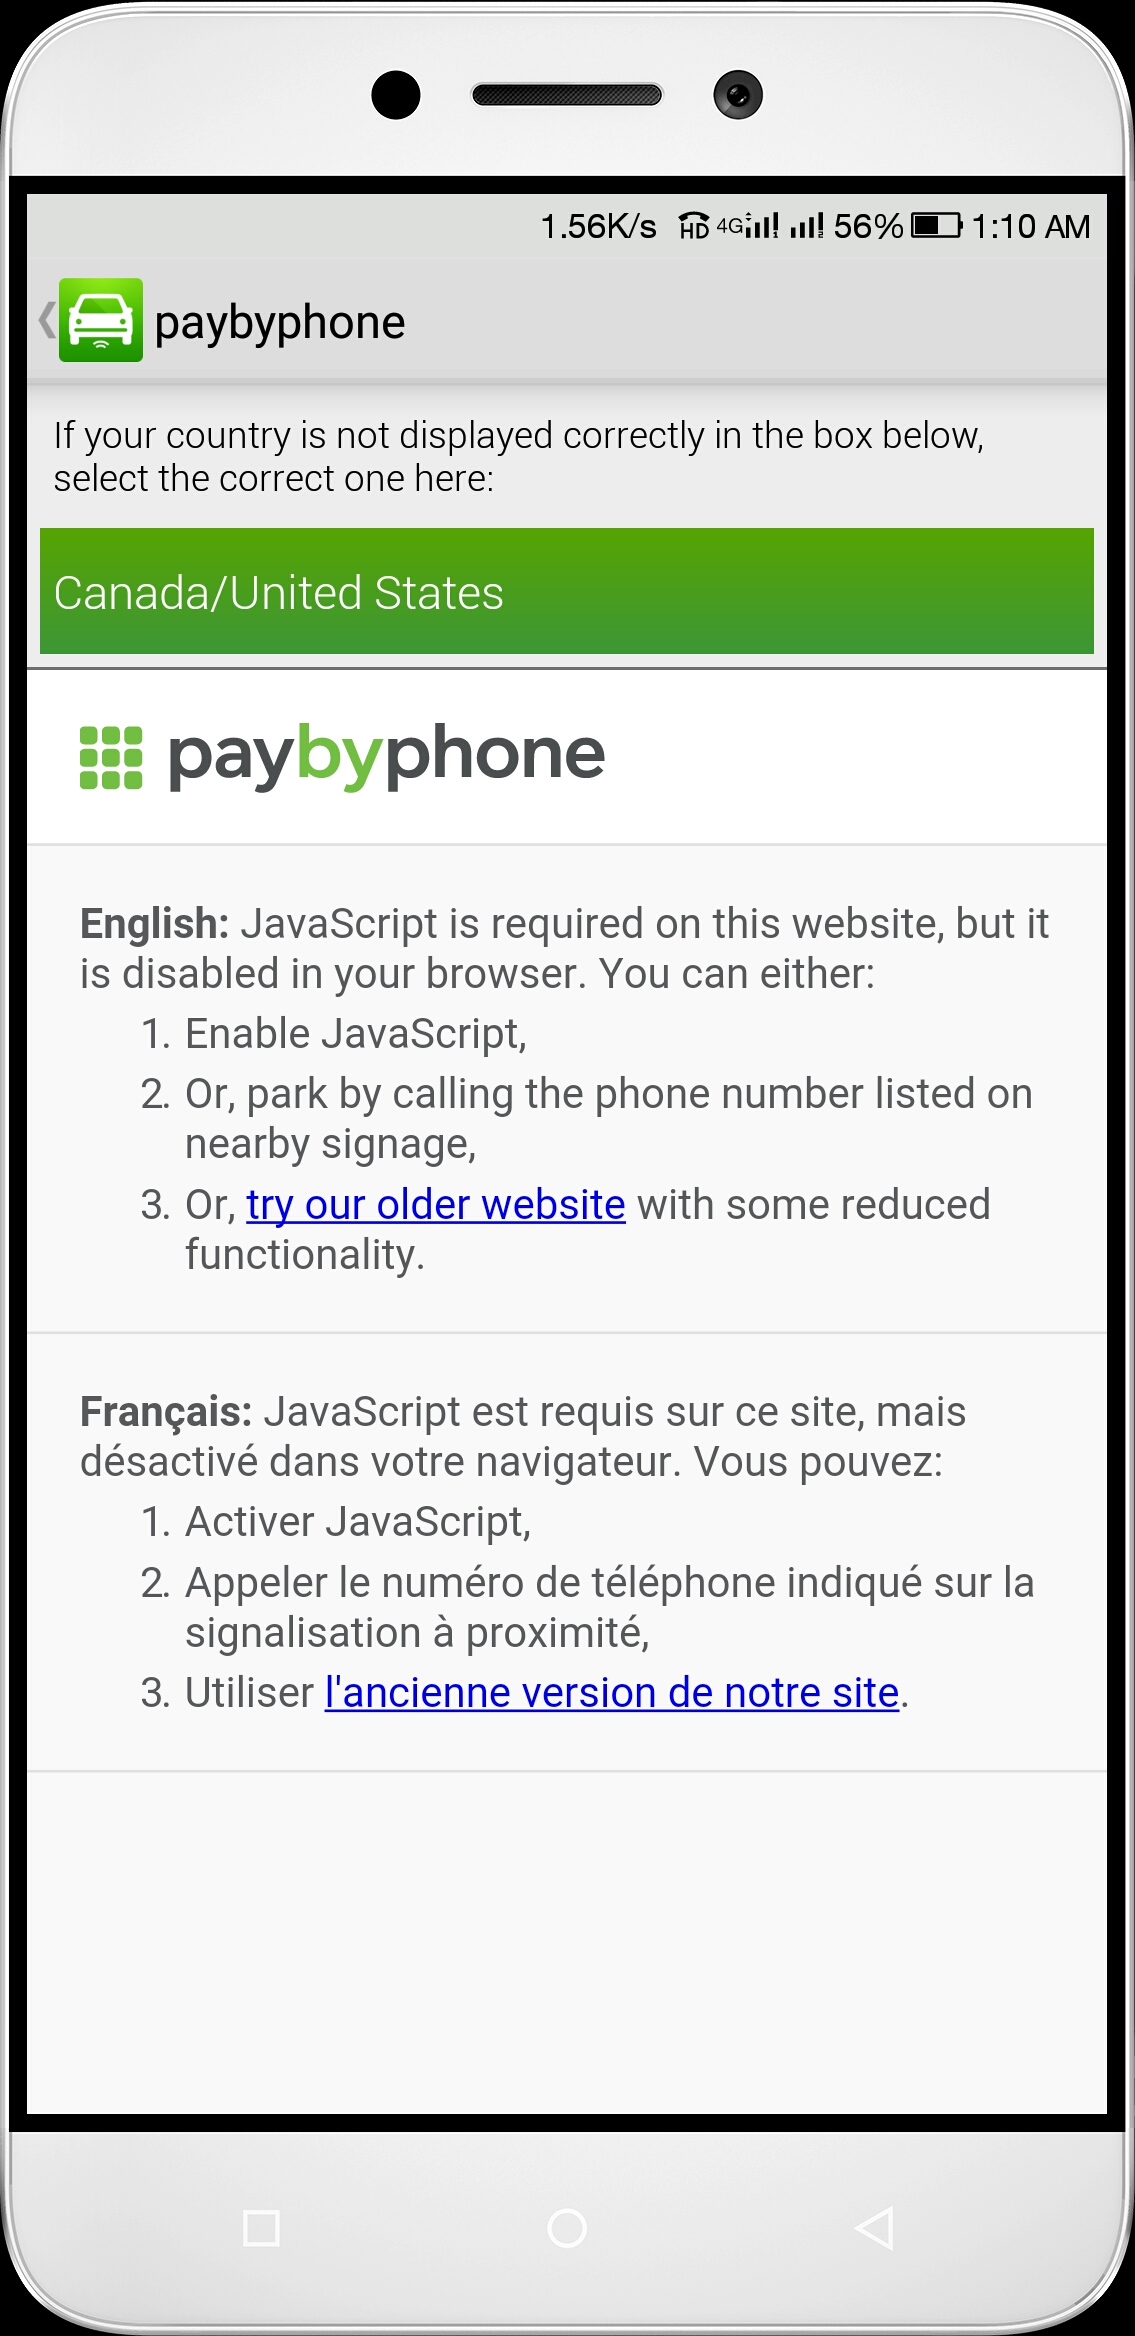 1.56K/s HD 4G 56% 1:10 AM
paybyphone
If your country is not displayed correctly in the box below,
select the correct one here:
Canada/United States
paybyphone
English: JavaScript is required on this website, but it
is disabled in your browser. You can either:
1. Enable JavaScript,
2. Or, park by calling the phone number listed on
nearby signage,
3. Or, try our older website with some reduced
functionality.
Français: JavaScript est requis sur ce site, mais
désactivé dans votre navigateur. Vous pouvez:
1. Activer JavaScript,
2. Appeler le numéro de téléphone indiqué sur la
signalisation à proximité,
3. Utiliser l'ancienne version de notre site.